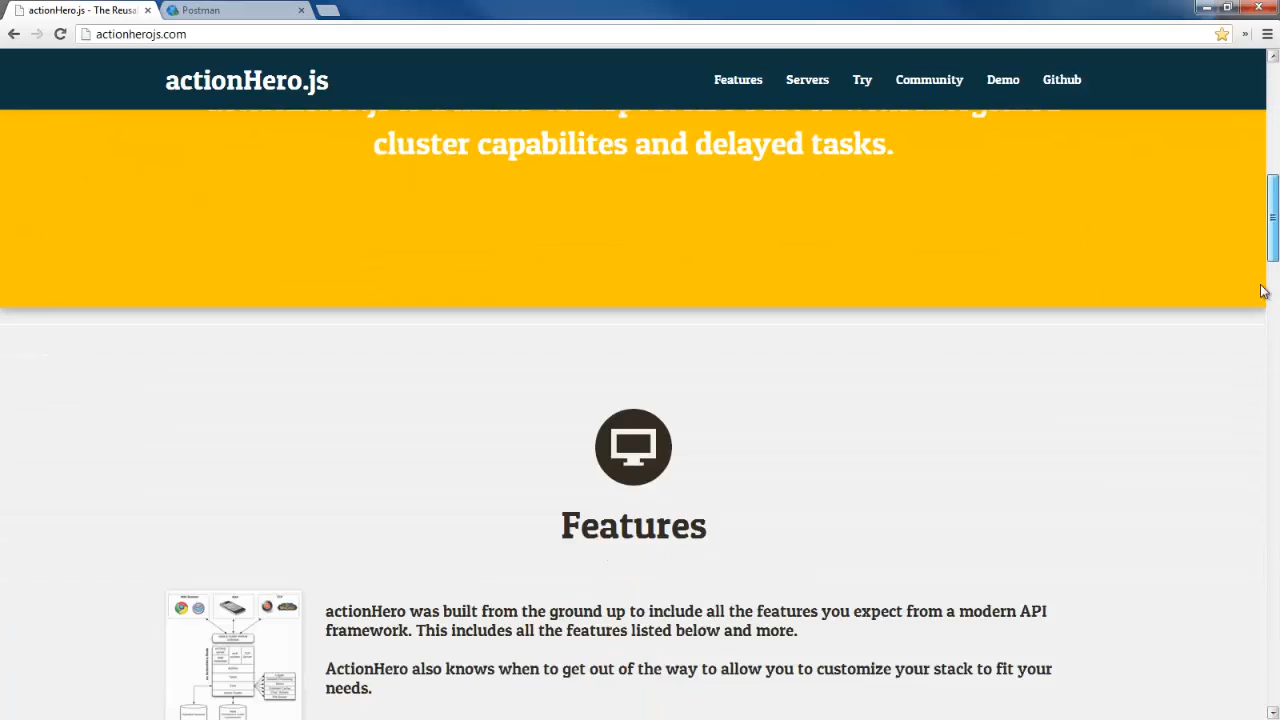 actionHero.js - The Reusa
Postman
actionherojs.com
actionHero.js
Features
Servers
Try
Community
Demo
Github
cluster capabilites and delayed tasks.
Features
actionHero was built from the ground up to include all the features you expect from a modern API
framework. This includes all the features listed below and more.
ActionHero also knows when to get out of the way to allow you to customize your stack to fit your
needs.